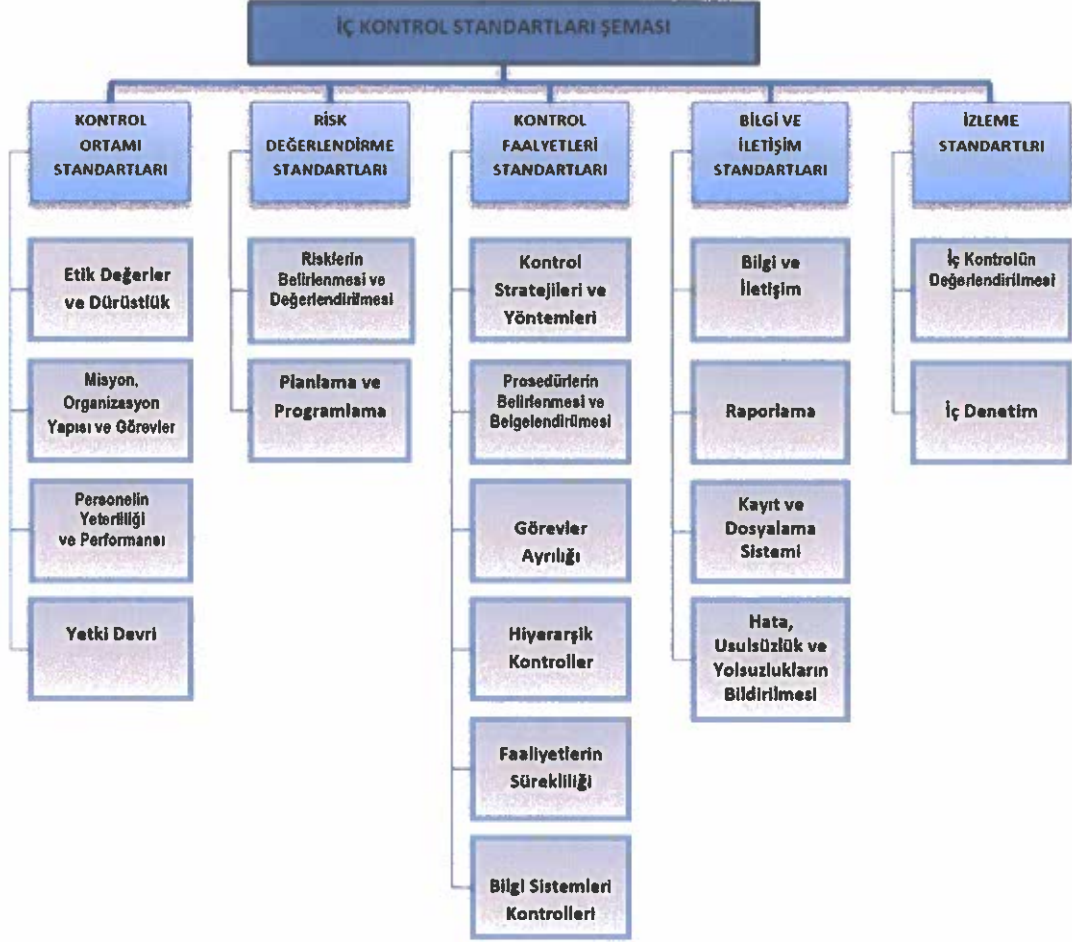 İÇ KONTROL STANDARTLARI ŞEMASI
KONTROL
ORTAMI
STANDARTLARI
Etik Değerler
ve Dürüstlük
Misyon,
Organizasyon
Yapısı ve Görevler
Personelin
Yeterliliği
ve Performansı
Yetki Devri
RİSK
DEĞERLENDİRME
STANDARTLARI
Risklerin
Belirlenmesi ve
Değerlendirilmesi
Planlama ve
Programlama
KONTROL
FAALYETLERİ
STANDARTLARI
Kontrol
Stratejileri ve
Yöntemleri
Prosedürlerin
Belirlenmesi ve
Belgelendirilmesi
Görevler
Ayrılığı
Hiyerarşik
Kontroller
Faaliyetlerin
Sürekliliği
Bilgi Sistemleri
Kontrolleri
BİLGİ VE
İLETİŞİM
STANDARTLARI
Bilgi ve
İletişim
Raporlama
Kayıt ve
Dosyalama
Sistemi
Hata,
Usulsüzlük ve
Yolsuzlukların
Bildirilmesi
İZLEME
STANDARTLRI
İç Kontrolün
Değerlendirilmesi
İç Denetim